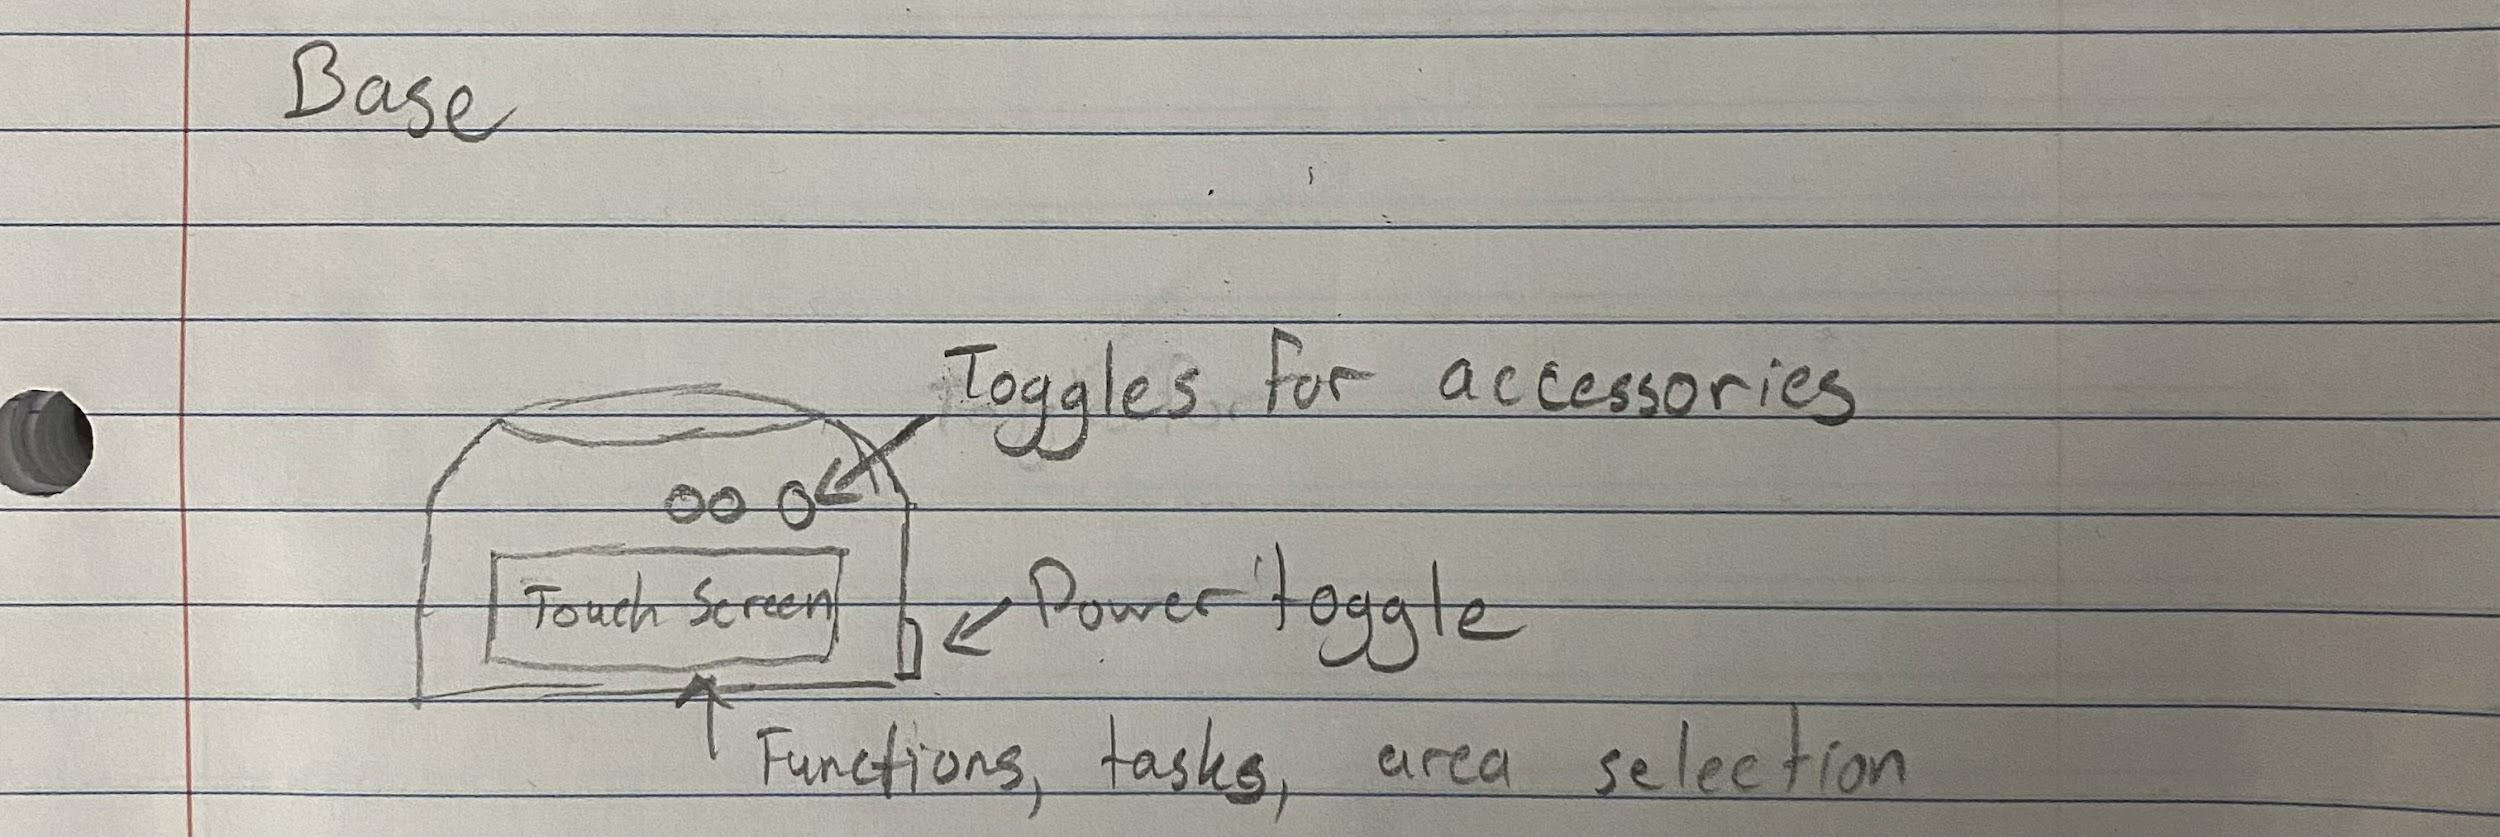 Base
Toggles for accessories
Touch Screen
Power toggle
Functions, tasks, area selection